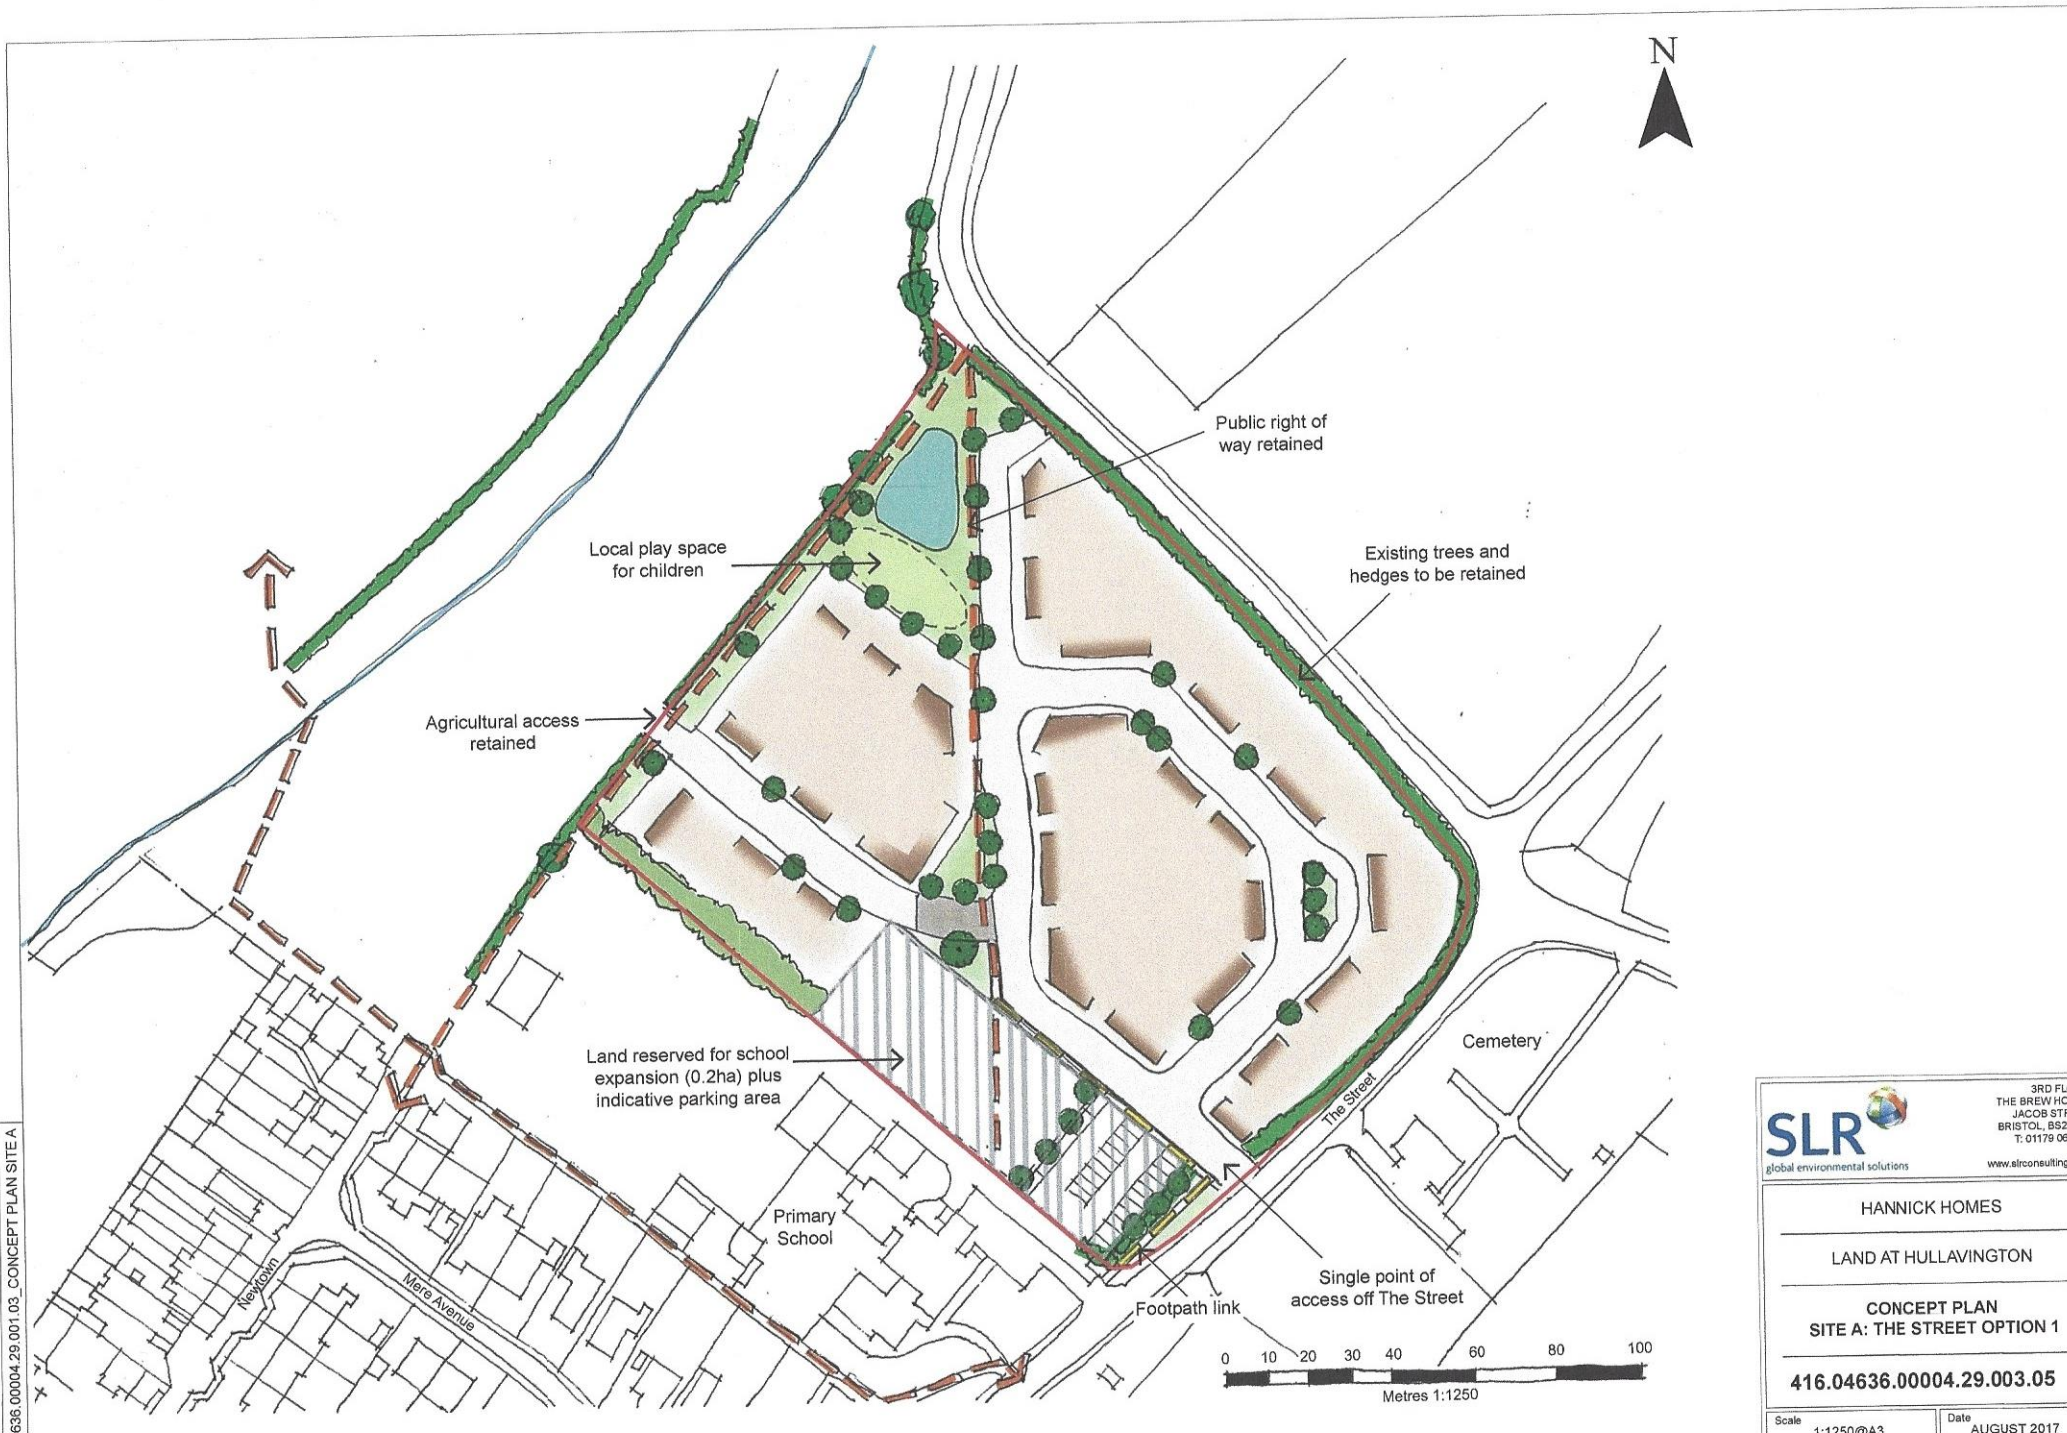 N
Public right of
way retained
Existing trees and
hedges to be retained
Local play space
for children
Agricultural access
retained
Land reserved for school
expansion (0.2ha) plus
indicative parking area
Cemetery
The Street
Primary
School
Newtown
Mere Avenue
Single point of
access off The Street
Footpath link
0 10 20 30 40 60 80 100
Metres 1:1250
636.00004.29.001.03_CONCEPT PLAN SITE A
SLR
global environmental solutions
3RD FL
THE BREW HO
JACOB STR
BRISTOL, BS2
T: 01179 06
www.slrconsulting
HANNICK HOMES
LAND AT HULLAVINGTON
CONCEPT PLAN
SITE A: THE STREET OPTION 1
416.04636.00004.29.003.05
Scale
1:1250@A3
Date
AUGUST 2017